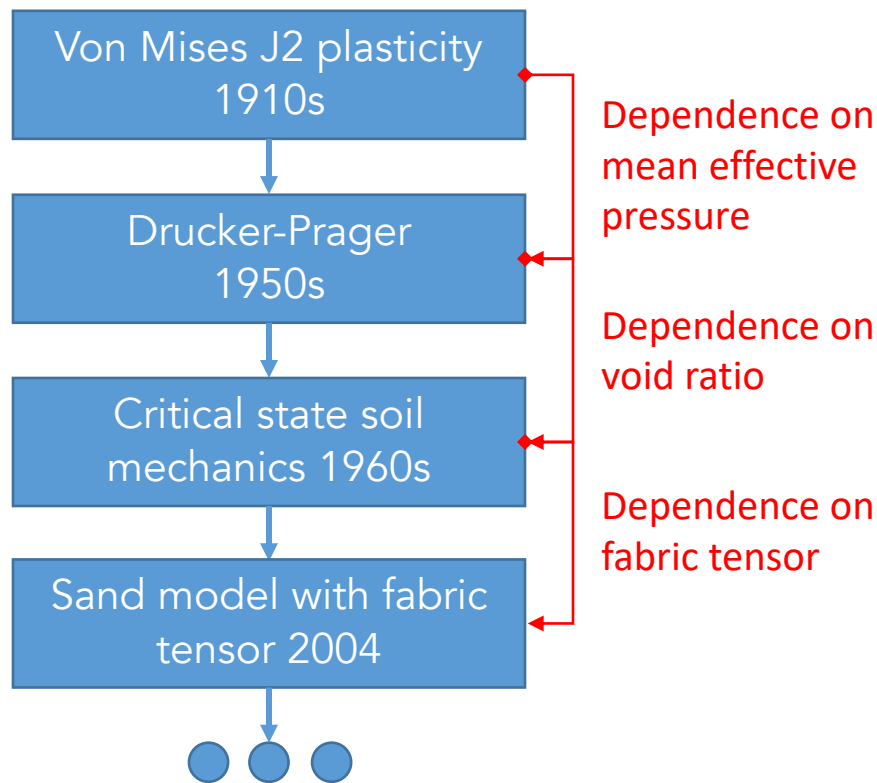 Von Mises J2 plasticity
1910s
Dependence on
mean effective
pressure
Drucker-Prager
1950s
Dependence on
void ratio
Critical state soil
mechanics 1960s
Dependence on
fabric tensor
Sand model with fabric
tensor 2004